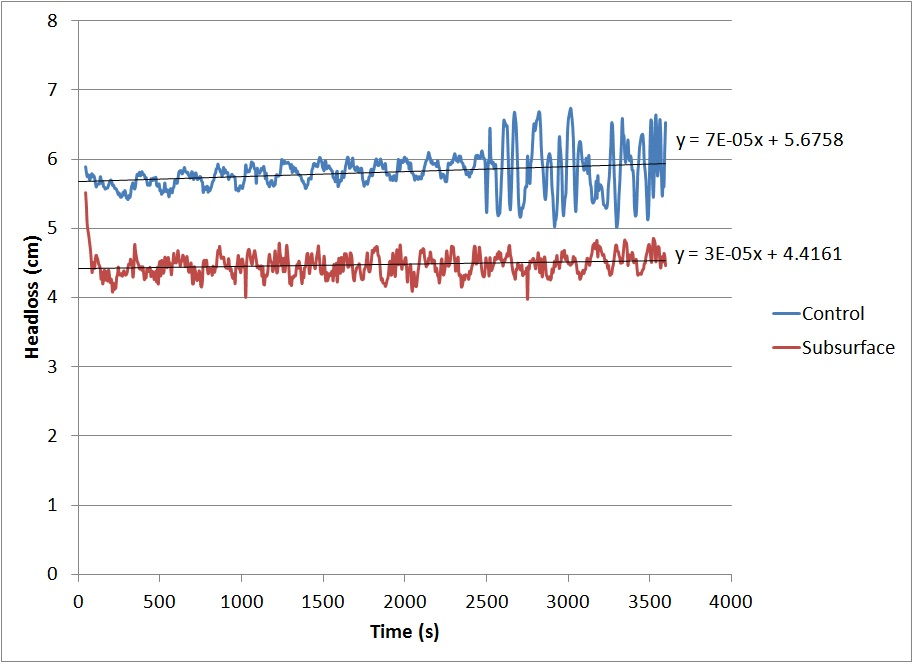 8
7
6
5
4
3
2
1
0
Headloss (cm)
y = 7E-05x + 5.6758
y = 3E-05x + 4.4161
Control
Subsurface
0 500 1000 1500 2000 2500 3000 3500 4000
Time (s)